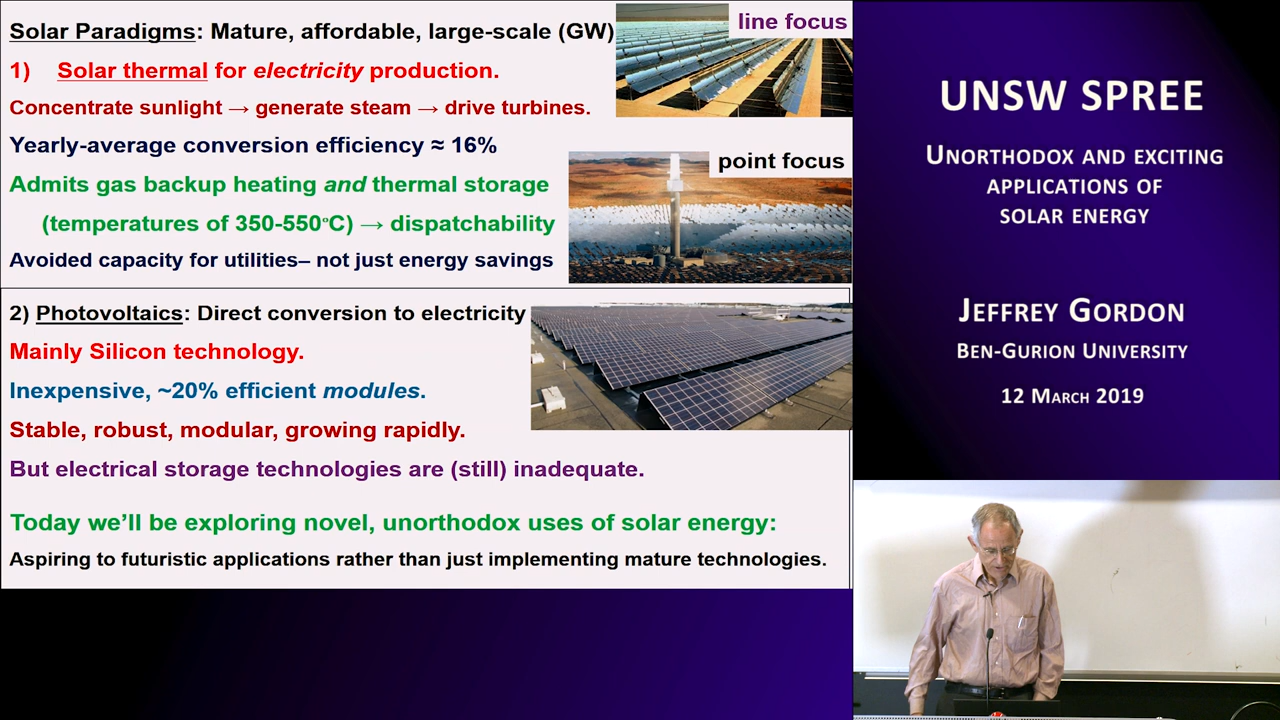 Solar Paradigms: Mature, affordable, large-scale (GW)
line focus
1) Solar thermal for electricity production.
Concentrate sunlight → generate steam → drive turbines.
Yearly-average conversion efficiency ≈ 16%
point focus
Admits gas backup heating and thermal storage
(temperatures of 350-550°C) → dispatchability
Avoided capacity for utilities– not just energy savings
2) Photovoltaics: Direct conversion to electricity
Mainly Silicon technology.
Inexpensive, ~20% efficient modules.
Stable, robust, modular, growing rapidly.
But electrical storage technologies are (still) inadequate.
Today we’ll be exploring novel, unorthodox uses of solar energy:
Aspiring to futuristic applications rather than just implementing mature technologies.
UNSW SPREE
UNORTHODOX AND EXCITING
APPLICATIONS OF
SOLAR ENERGY
JEFFREY GORDON
BEN-GURION UNIVERSITY
12 MARCH 2019